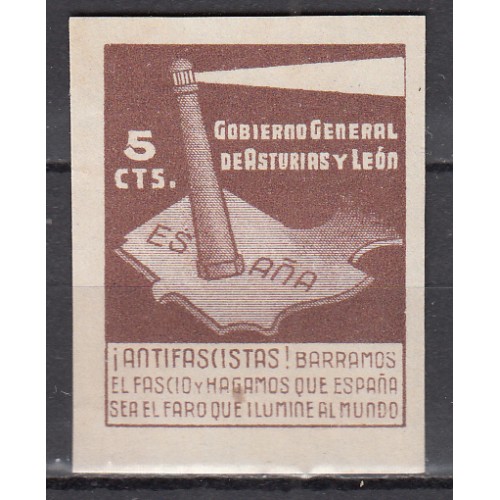 5
CTS.
GOBIERNO GENERAL
DE ASTURIAS Y LEÓN
ESPAÑA
¡ANTIFASCISTAS! BARRAMOS
EL FASCIO Y HAGAMOS QUE ESPAÑA
SEA EL FARO QUE ILUMINE AL MUNDO